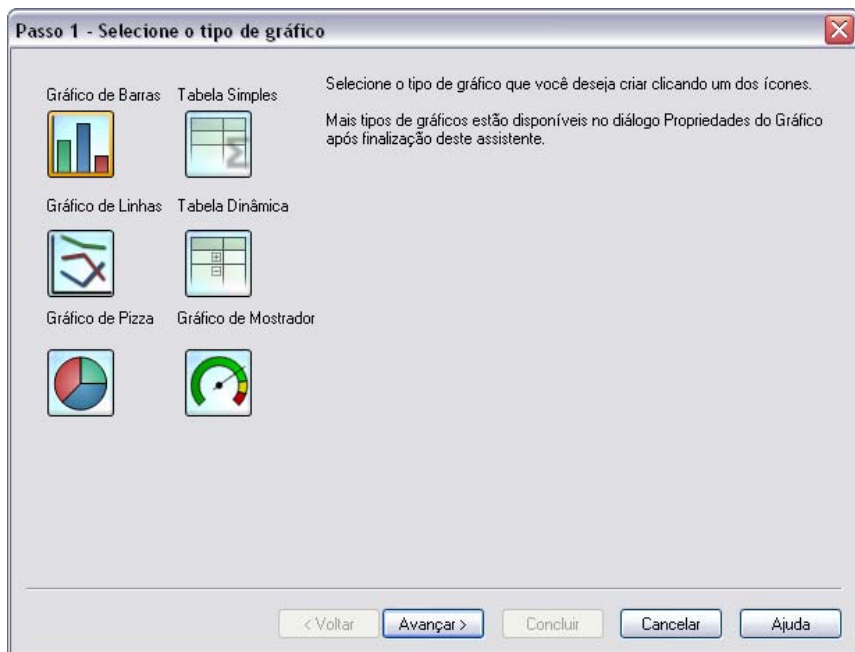 Passo 1 - Selecione o tipo de gráfico
Gráfico de Barras
Tabela Simples
Gráfico de Linhas
Tabela Dinâmica
Gráfico de Pizza
Gráfico de Mostrador
Selecione o tipo de gráfico que você deseja criar clicando um dos ícones.
Mais tipos de gráficos estão disponíveis no diálogo Propriedades do Gráfico
após finalização deste assistente.
< Voltar
Avançar >
Concluir
Cancelar
Ajuda